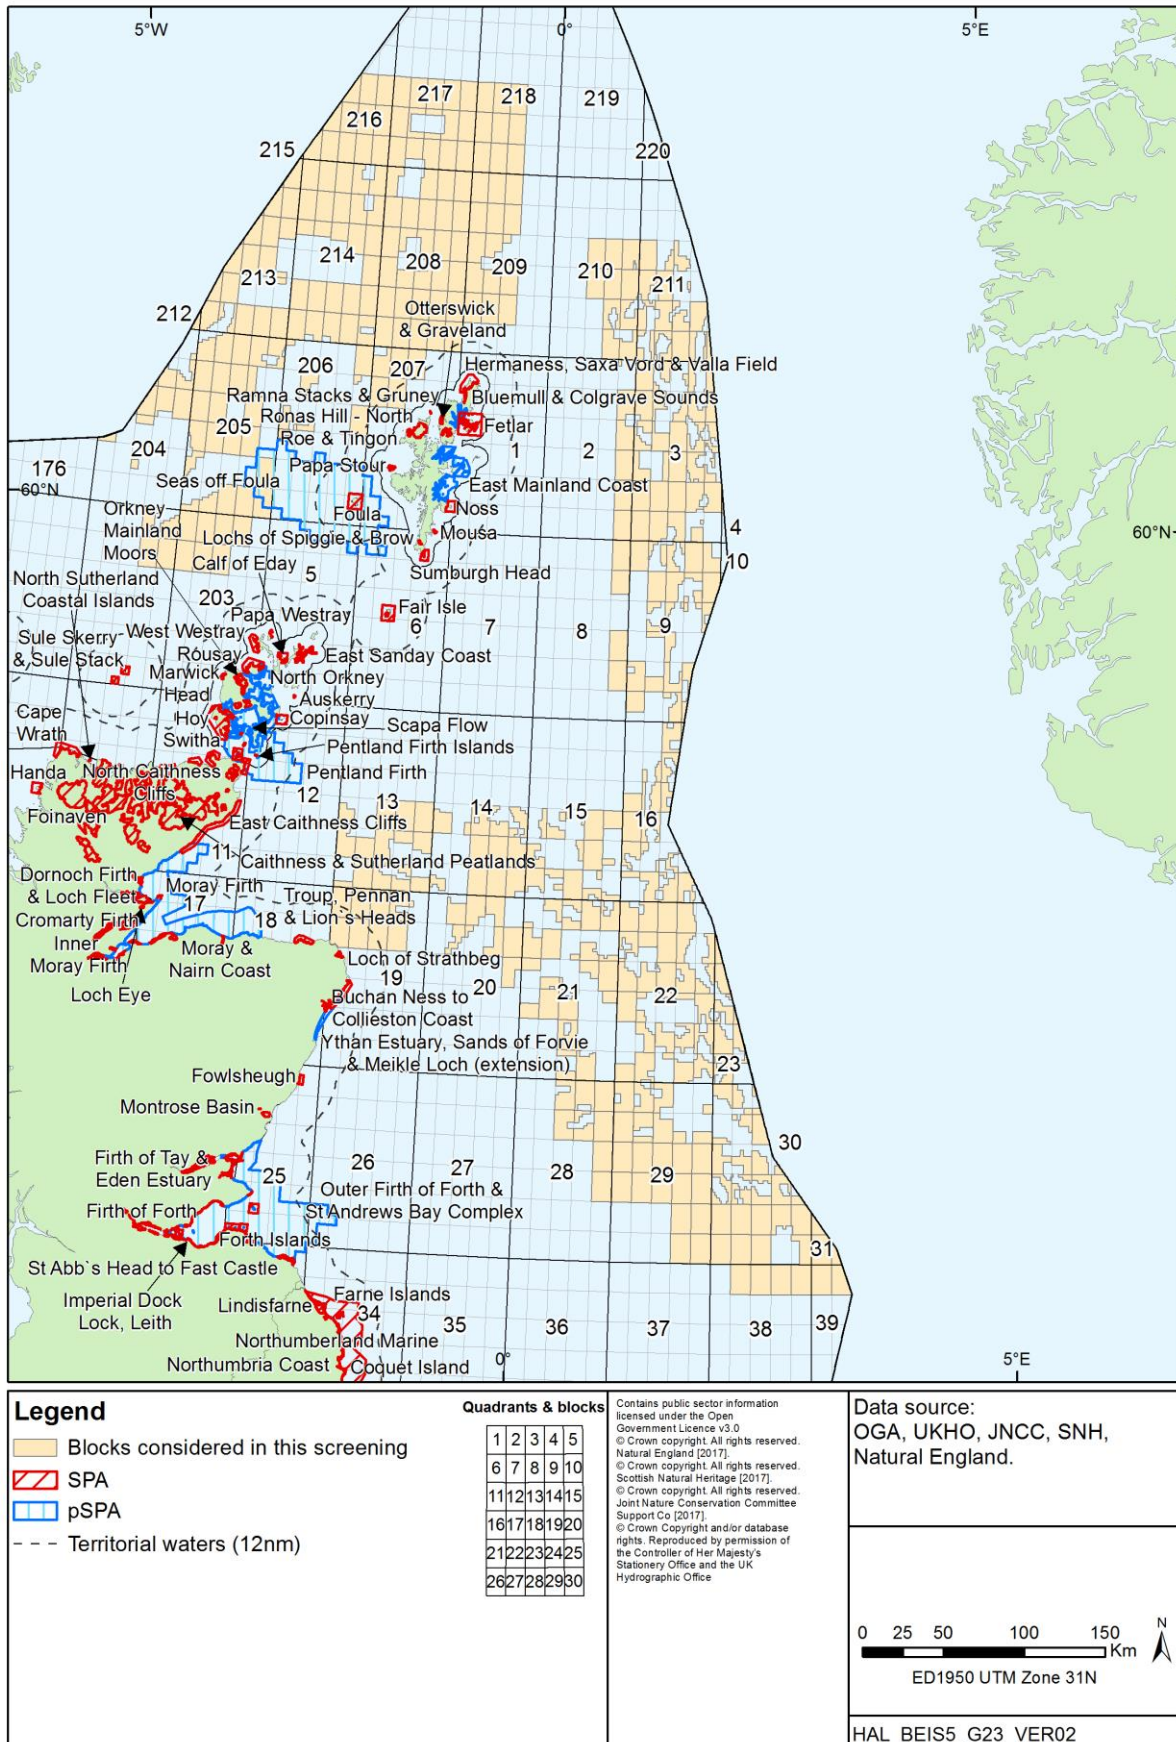 5°W
0°
5°E
217
218
219
216
215
220
214
208
209
210
213
211
212
Otterswick
& Graveland
206
207
Hermaness, Saxa Vord & Valla Field
Ramna Stacks & Gruney
Bluemull & Colgrave Sounds
Ronas Hill - North
Roe & Tingon
Fetlar
205
204
1
2
3
176
Papa Stour
60°N
Seas off Foula
East Mainland Coast
Orkney
Mainland
Moors
Foula
Noss
Lochs of Spiggie & Brow
Mousa
4
60°N
Calf of Eday
10
Sumburgh Head
North Sutherland
Coastal Islands
5
203
Papa Westray
Fair Isle
6
7
8
9
Sule Skerry
& Sule Stack
West Westray
Rousay
East Sanday Coast
Marwick
Head
North Orkney
Auskerry
Cape
Wrath
Hoy
Copinsay
Scapa Flow
Switha
Pentland Firth Islands
Handa
North Caithness
Cliffs
Pentland Firth
12
13
14
15
16
Foinaven
East Caithness Cliffs
11
Caithness & Sutherland Peatlands
Dornoch Firth
& Loch Fleet
Moray Firth
17
Troup, Pennan
& Lion`s Heads
Cromarty Firth
18
Inner
Moray Firth
Moray &
Nairn Coast
Loch of Strathbeg
Loch Eye
19
20
21
22
Buchan Ness to
Collieston Coast
Ythan Estuary, Sands of Forvie
& Meikle Loch (extension)
23
Fowlsheugh
Montrose Basin
30
Firth of Tay &
Eden Estuary
25
26
27
28
29
Outer Firth of Forth &
St Andrews Bay Complex
Firth of Forth
Forth Islands
31
St Abb`s Head to Fast Castle
Imperial Dock
Lock, Leith
Lindisfarne
Farne Islands
34
35
36
37
38
39
Northumberland Marine
Northumbria Coast
Coquet Island
0°
5°E
Legend
Blocks considered in this screening
SPA
pSPA
Territorial waters (12nm)
Quadrants & blocks
1 2 3 4 5
6 7 8 9 10
11 12 13 14 15
16 17 18 19 20
21 22 23 24 25
26 27 28 29 30
Contains public sector information
licensed under the Open
Government Licence v3.0
© Crown copyright. All rights reserved.
Natural England [2017].
© Crown copyright. All rights reserved.
Scottish Natural Heritage [2017].
© Crown copyright. All rights reserved.
Joint Nature Conservation Committee
Support Co [2017].
© Crown Copyright and/or database
rights. Reproduced by permission of
the Controller of Her Majesty's
Stationery Office and the UK
Hydrographic Office
Data source:
OGA, UKHO, JNCC, SNH,
Natural England.
0 25 50 100 150
Km
N
ED1950 UTM Zone 31N
HAL_BEIS5_G23_VER02